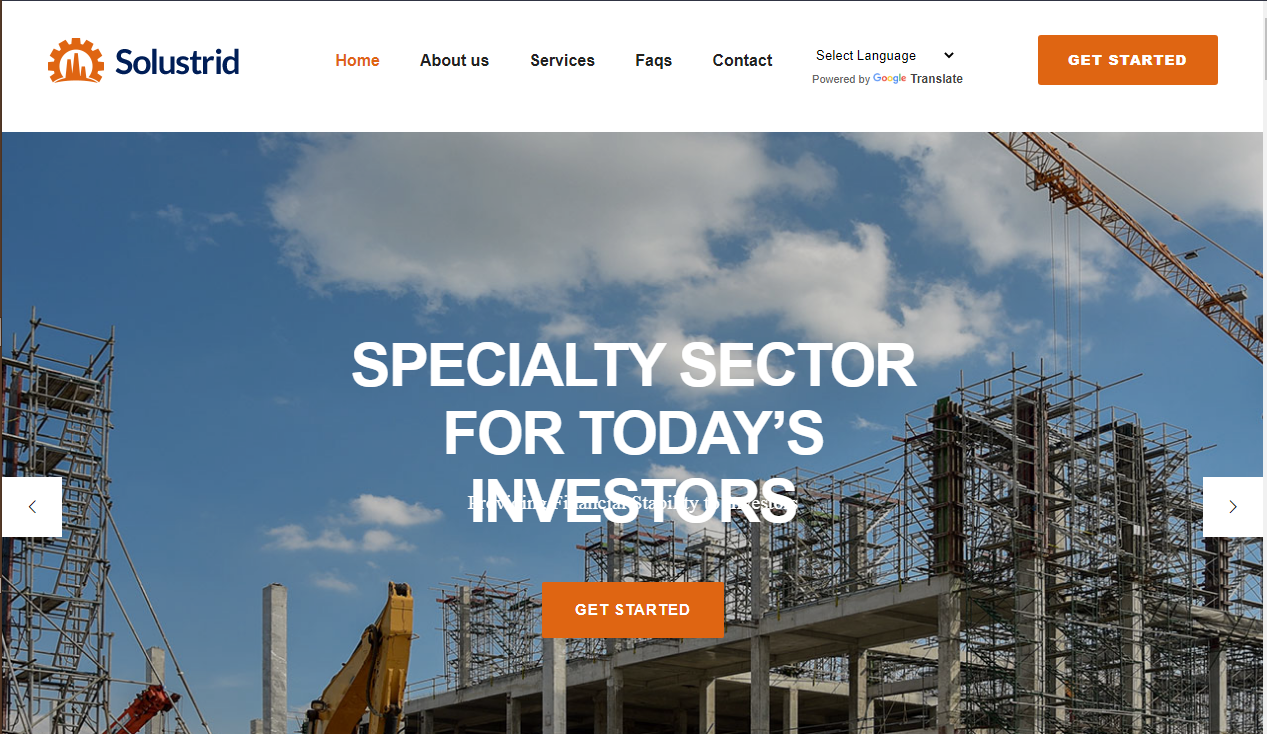 Solustrid
Home
About us
Services
Faqs
Contact
Select Language
Powered by Google Translate
GET STARTED
SPECIALTY SECTOR
FOR TODAY’S
INVESTORS
Providing Financial Stability to Investors
GET STARTED